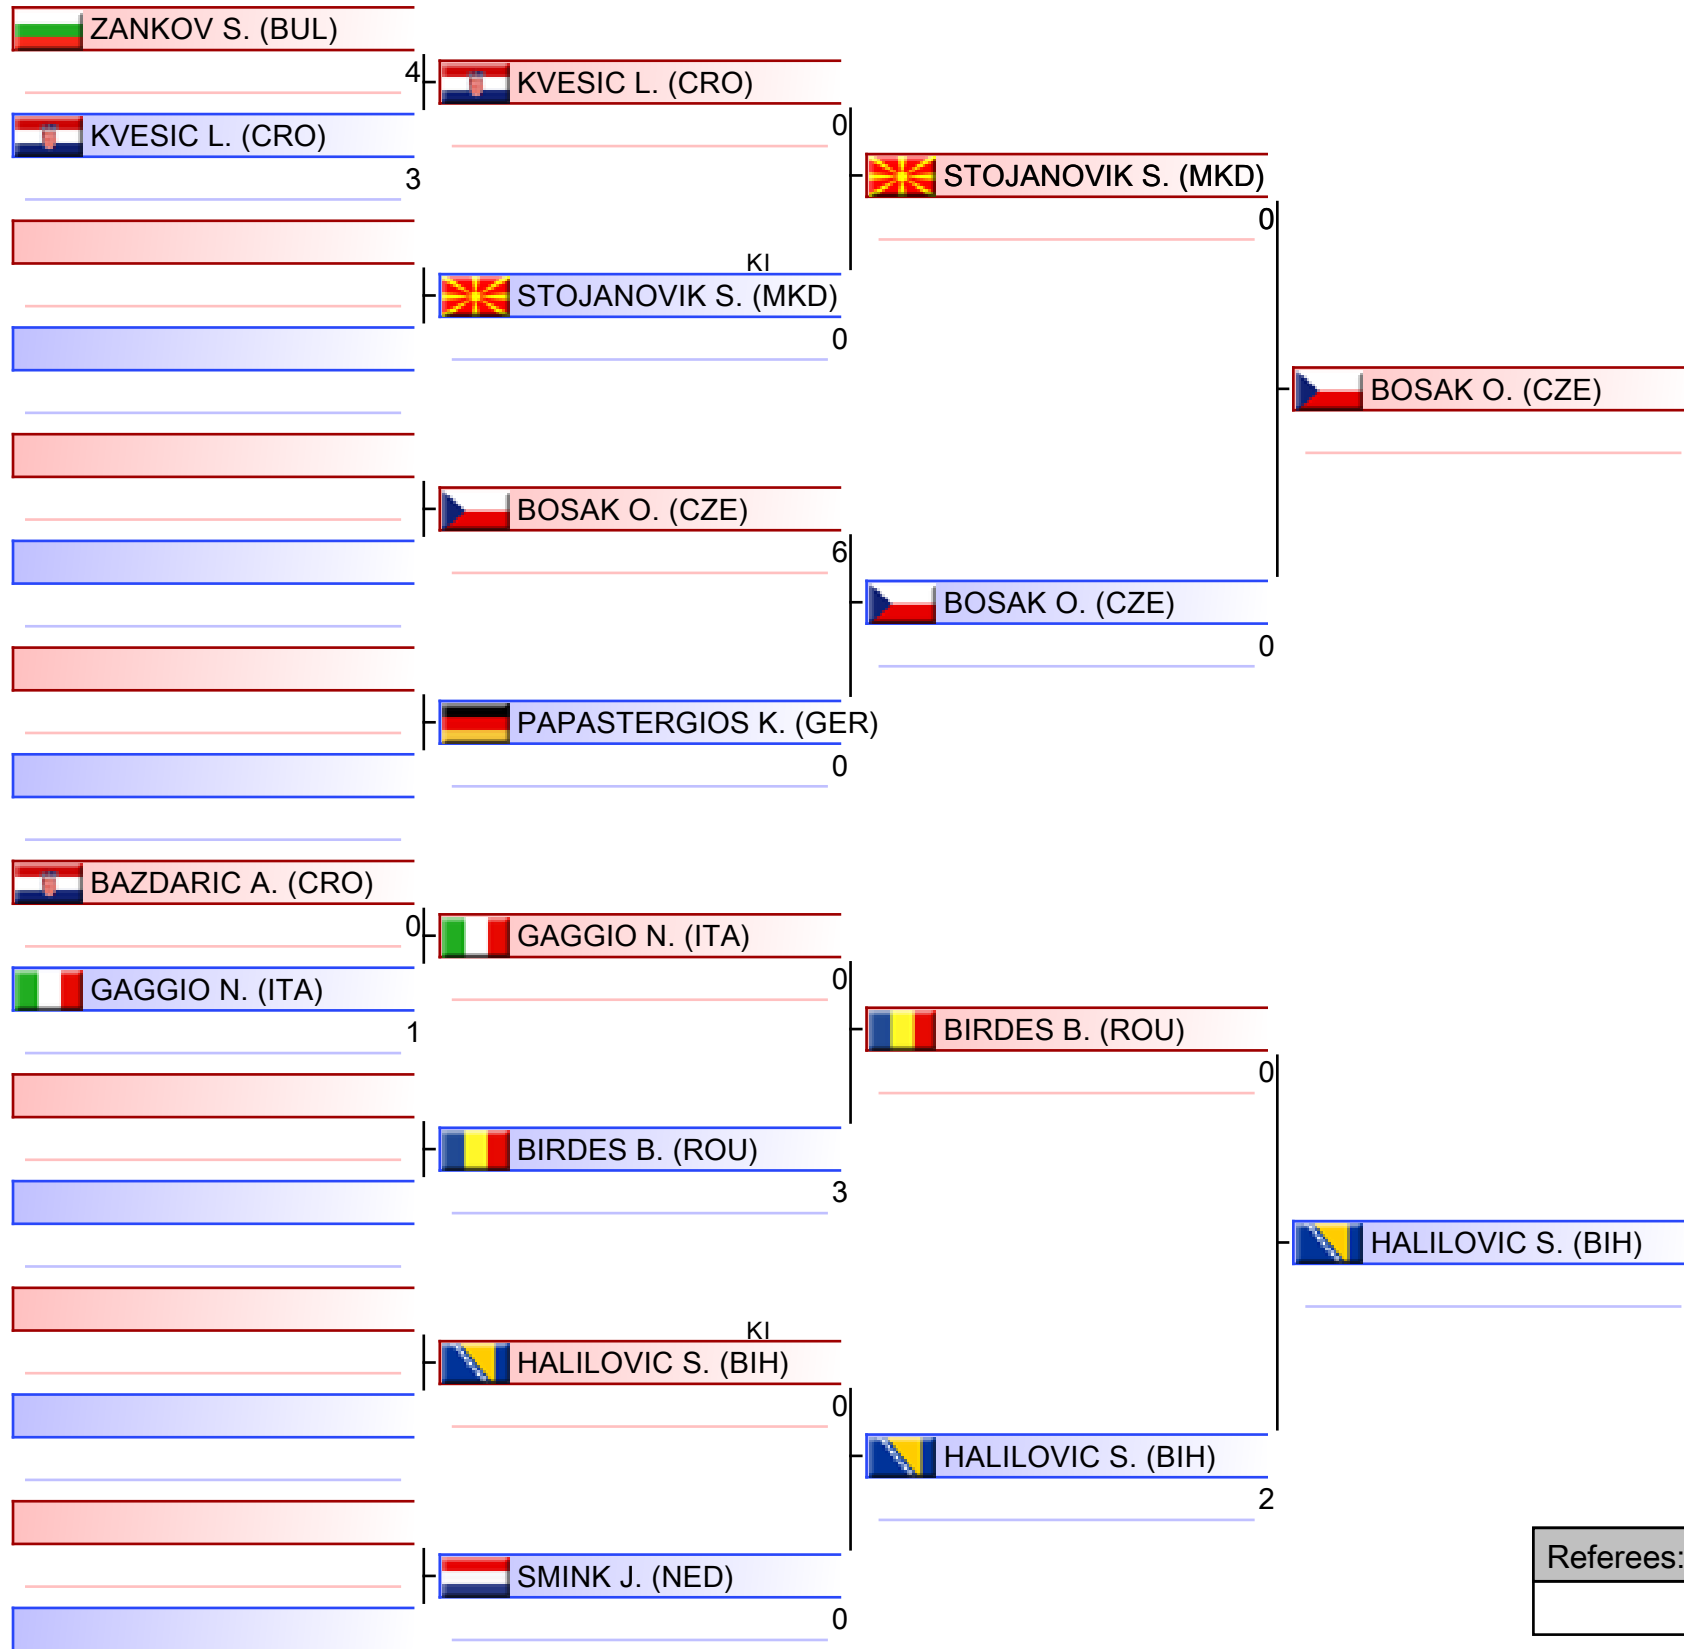 ZANKOV S. (BUL)
4
KVESIC L. (CRO)
3
BAZDARIC A. (CRO)
0
GAGGIO N. (ITA)
1
KVESIC L. (CRO)
0
KI
STOJANOVIK S. (MKD)
0
BOSAK O. (CZE)
6
PAPASTERGIOS K. (GER)
0
GAGGIO N. (ITA)
0
BIRDES B. (ROU)
3
KI
HALILOVIC S. (BIH)
0
SMINK J. (NED)
0
STOJANOVIK S. (MKD)
0
BOSAK O. (CZE)
0
BIRDES B. (ROU)
0
HALILOVIC S. (BIH)
2
BOSAK O. (CZE)
HALILOVIC S. (BIH)
Referees: